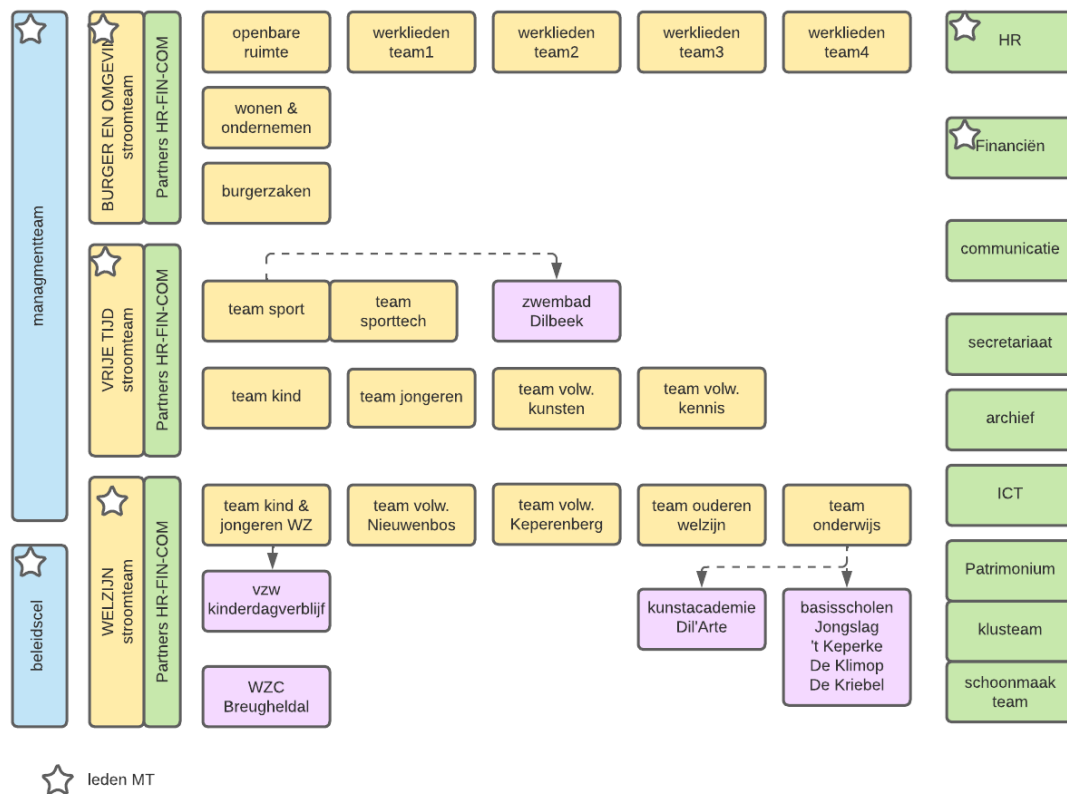 managmentteam
beleidscel
BURGER EN OMGEVIN
stroomteam
Partners HR-FIN-COM
openbare
ruimte
werklieden
team1
werklieden
team2
werklieden
team3
werklieden
team4
wonen &
ondernemen
burgerzaken
VRIJE TIJD
stroomteam
Partners HR-FIN-COM
team sport
team
sporttech
zwembad
Dilbeek
team kind
team jongeren
team volw.
kunsten
team volw.
kennis
WELZIJN
stroomteam
Partners HR-FIN-COM
team kind &
jongeren WZ
team volw.
Nieuwenbos
team volw.
Keperenberg
team ouderen
welzijn
team
onderwijs
vzw
kinderdagverblijf
kunstacademie
Dil'Arte
basisscholen
Jongslag
't Keperke
De Klimop
De Kriebel
WZC
Breugheldal
HR
Financiën
communicatie
secretariaat
archief
ICT
Patrimonium
klusteam
schoonmaak
team
leden MT